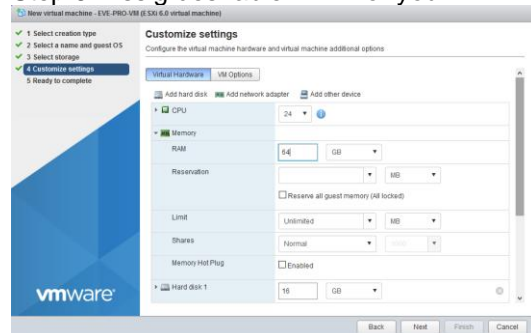 New virtual machine - EVE-PRO-VM (ESXi 6.0 virtual machine)
1 Select creation type
2 Select a name and guest OS
3 Select storage
4 Customize settings
5 Ready to complete
Customize settings
Configure the virtual machine hardware and virtual machine additional options
Virtual Hardware VM Options
Add hard disk Add network adapter Add other device
CPU 24
Memory
RAM 64 GB
Reservation MB
Reserve all guest memory (All locked)
Limit Unlimited MB
Shares Normal
Memory Hot Plug Enabled
Hard disk 1 16 GB
vmware
Back Next Finish Cancel